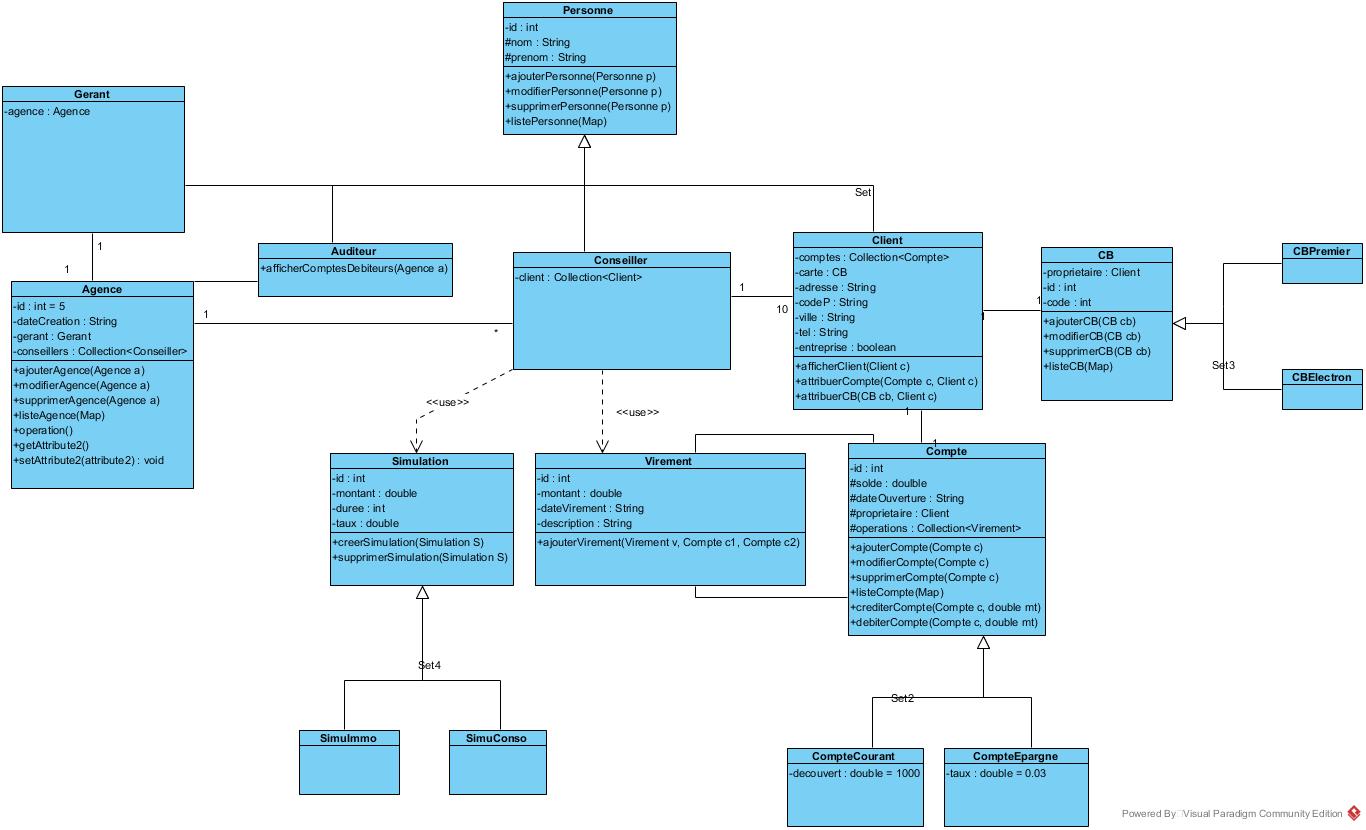 Personne
-id : int
#nom : String
#prenom : String
+ajouterPersonne(Personne p)
+modifierPersonne(Personne p)
+supprimerPersonne(Personne p)
+listePersonne(Map)
Gerant
-agence : Agence
Set
1
1
Auditeur
+afficherComptesDebiteurs(Agence a)
Agence
-id : int = 5
-dateCreation : String
-gerant : Gerant
-conseillers : Collection<Conseiller>
+ajouterAgence(Agence a)
+modifierAgence(Agence a)
+supprimerAgence(Agence a)
+listeAgence(Map)
+operation()
+getAttribute2()
+setAttribute2(attribute2) : void
1
*
Conseiller
-client : Collection<Client>
1
10
Client
-comptes : Collection<Compte>
-carte : CB
-adresse : String
-codeP : String
-ville : String
-tel : String
-entreprise : boolean
+afficherClient(Client c)
+attribuerCompte(Compte c, Client c)
+attribuerCB(CB cb, Client c)
1
1
CB
-proprietaire : Client
-id : int
-code : int
+ajouterCB(CB cb)
+modifierCB(CB cb)
+supprimerCB(CB cb)
+listeCB(Map)
CBPremier
Set3
CBElectron
<<use>>
<<use>>
1
1
Simulation
-id : int
-montant : double
-duree : int
-taux : double
+creerSimulation(Simulation S)
+supprimerSimulation(Simulation S)
Virement
-id : int
-montant : double
-dateVirement : String
-description : String
+ajouterVirement(Virement v, Compte c1, Compte c2)
Compte
-id : int
#solde : doulble
#dateOuverture : String
#proprietaire : Client
#operations : Collection<Virement>
+ajouterCompte(Compte c)
+modifierCompte(Compte c)
+supprimerCompte(Compte c)
+listeCompte(Map)
+crediterCompte(Compte c, double mt)
+debiterCompte(Compte c, double mt)
Set4
Set2
SimuImmo
SimuConso
CompteCourant
-decouvert : double = 1000
CompteEpargne
-taux : double = 0.03
Powered By Visual Paradigm Community Edition